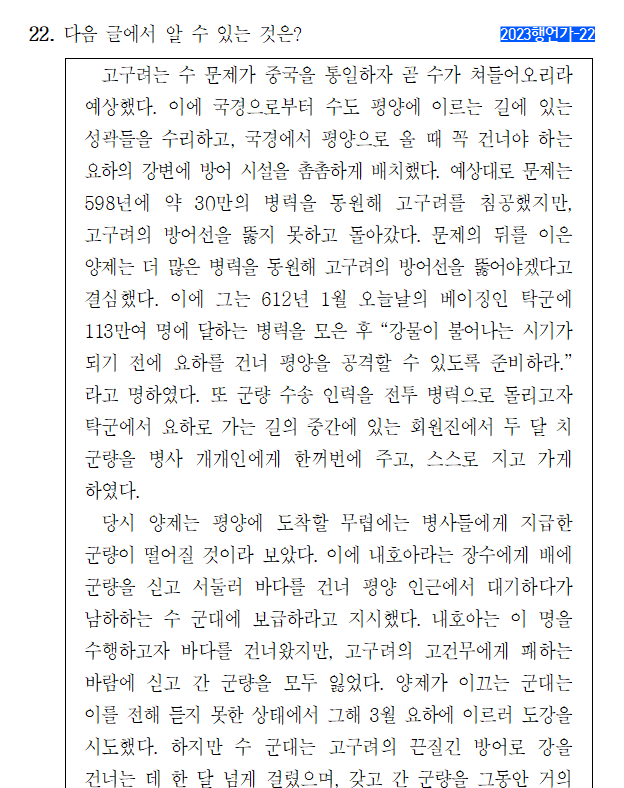 22. 다음 글에서 알 수 있는 것은?
2023행언가-22
고구려는 수 문제가 중국을 통일하자 곧 수가 쳐들어오리라
예상했다. 이에 국경으로부터 수도 평양에 이르는 길에 있는
성곽들을 수리하고, 국경에서 평양으로 올 때 꼭 건너야 하는
요하의 강변에 방어 시설을 촘촘하게 배치했다. 예상대로 문제는
598년에 약 30만의 병력을 동원해 고구려를 침공했지만,
고구려의 방어선을 뚫지 못하고 돌아갔다. 문제의 뒤를 이은
양제는 더 많은 병력을 동원해 고구려의 방어선을 뚫어야겠다고
결심했다. 이에 그는 612년 1월 오늘날의 베이징인 탁군에
113만여 명에 달하는 병력을 모은 후 “강물이 불어나는 시기가
되기 전에 요하를 건너 평양을 공격할 수 있도록 준비하라.”
라고 명하였다. 또 군량 수송 인력을 전투 병력으로 돌리고자
탁군에서 요하로 가는 길의 중간에 있는 회원진에서 두 달 치
군량을 병사 개개인에게 한꺼번에 주고, 스스로 지고 가게
하였다.
당시 양제는 평양에 도착할 무렵에는 병사들에게 지급한
군량이 떨어질 것이라 보았다. 이에 내호아라는 장수에게 배에
군량을 싣고 서둘러 바다를 건너 평양 인근에서 대기하다가
남하하는 수 군대에 보급하라고 지시했다. 내호아는 이 명을
수행하고자 바다를 건너왔지만, 고구려의 고건무에게 패하는
바람에 싣고 간 군량을 모두 잃었다. 양제가 이끄는 군대는
이를 전해 듣지 못한 상태에서 그해 3월 요하에 이르러 도강을
시도했다. 하지만 수 군대는 고구려의 끈질긴 방어로 강을
건너는 데 한 달 넘게 걸렸으며, 갖고 간 군량을 그동안 거의